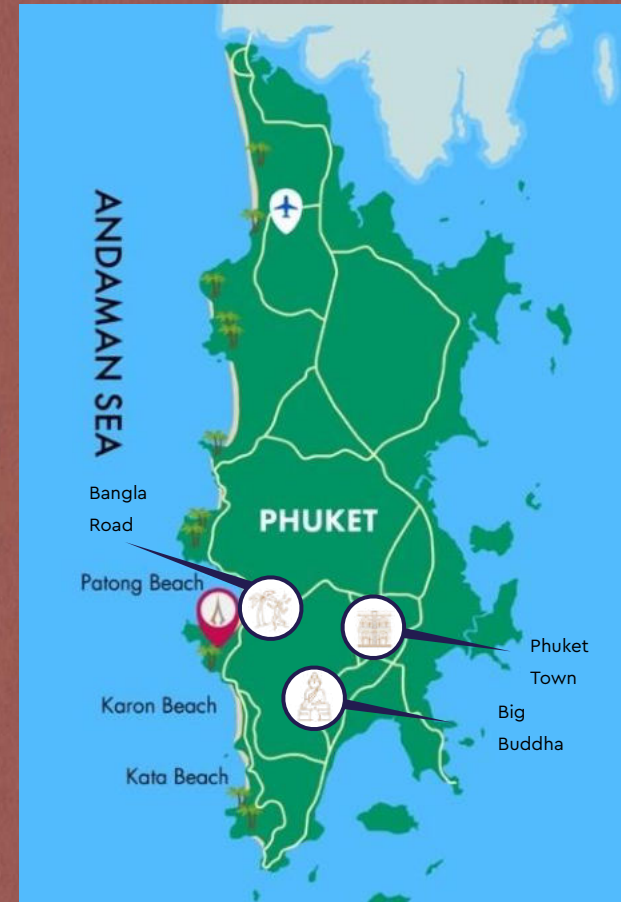 ANDAMAN SEA
Bangla
Road
PHUKET
Patong Beach
Phuket
Town
Karon Beach
Big
Buddha
Kata Beach